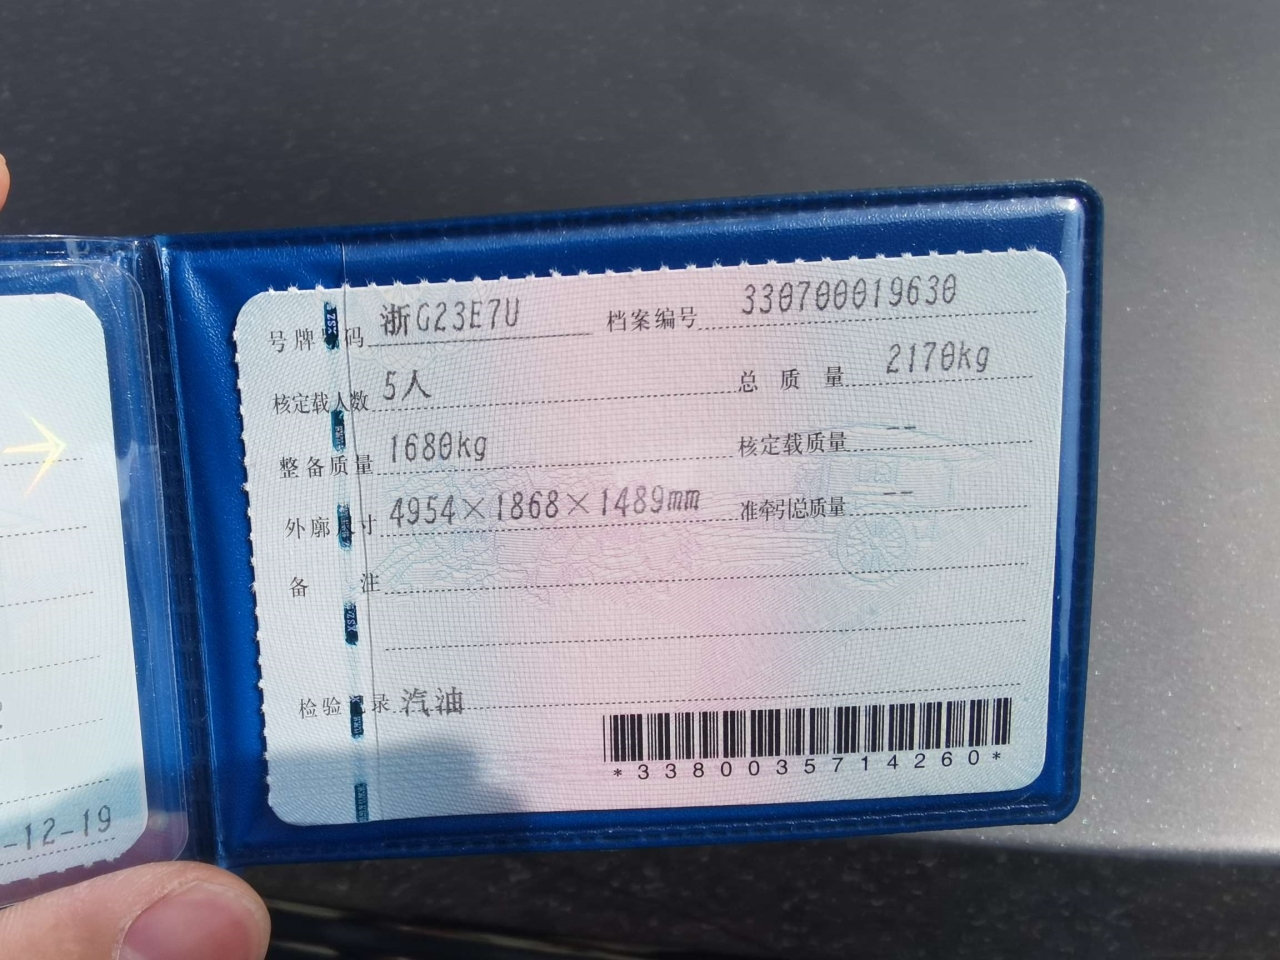 号牌号码 浙G23E7U 档案编号 330700019630
核定载人数 5人 总质量 2170kg
整备质量 1680kg 核定载质量 --
外廓尺寸 4954×1868×1489mm 准牵引总质量 --
备注
检验记录 汽油
*3380035714260*
-12-19